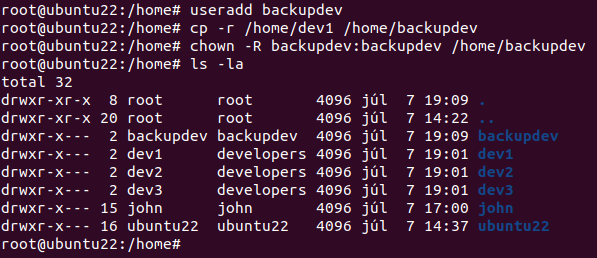 root@ubuntu22:/home# useradd backupdev
root@ubuntu22:/home# cp -r /home/dev1 /home/backupdev
root@ubuntu22:/home# chown -R backupdev:backupdev /home/backupdev
root@ubuntu22:/home# ls -la
total 32
drwxr-xr-x  8 root      root       4096 júl  7 19:09 .
drwxr-xr-x 20 root      root       4096 júl  7 14:22 ..
drwxr-x---  2 backupdev backupdev  4096 júl  7 19:09 backupdev
drwxr-x---  2 dev1      developers 4096 júl  7 19:01 dev1
drwxr-x---  2 dev2      developers 4096 júl  7 19:01 dev2
drwxr-x---  2 dev3      developers 4096 júl  7 19:01 dev3
drwxr-x--- 15 john      john       4096 júl  7 17:00 john
drwxr-x--- 16 ubuntu22  ubuntu22   4096 júl  7 14:37 ubuntu22
root@ubuntu22:/home#